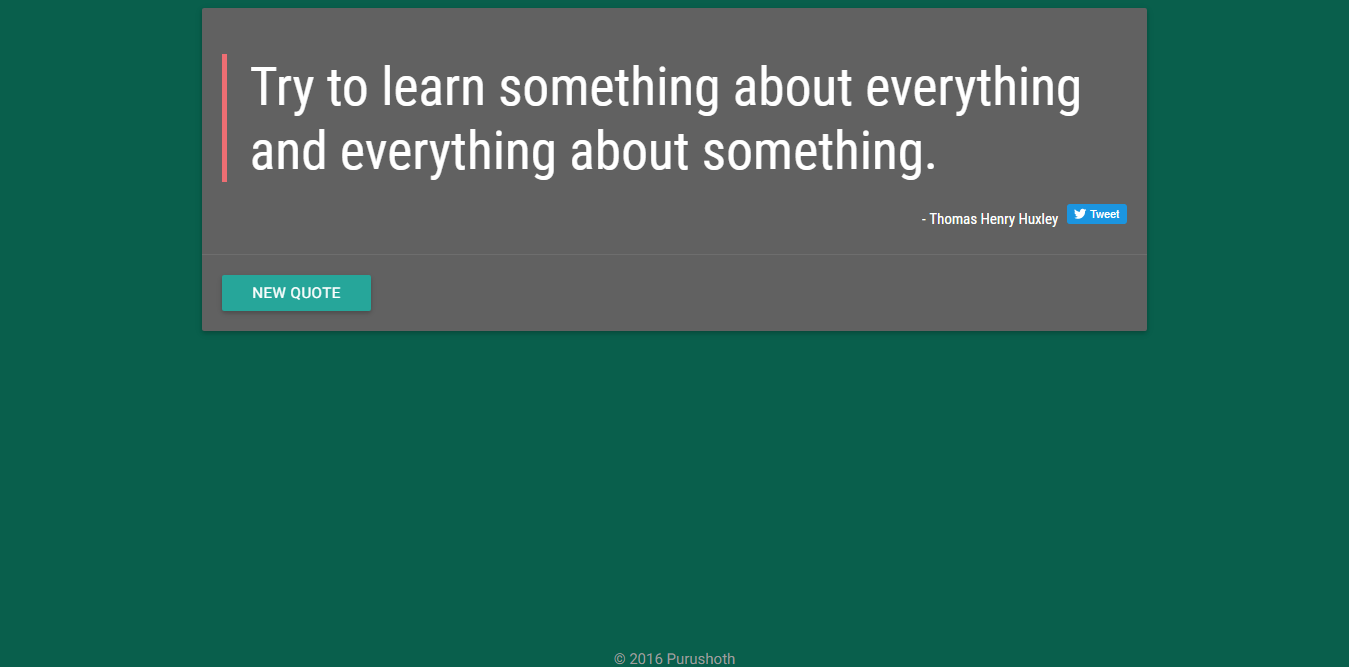 Try to learn something about everything
and everything about something.
- Thomas Henry Huxley
Tweet
NEW QUOTE
© 2016 Purushoth